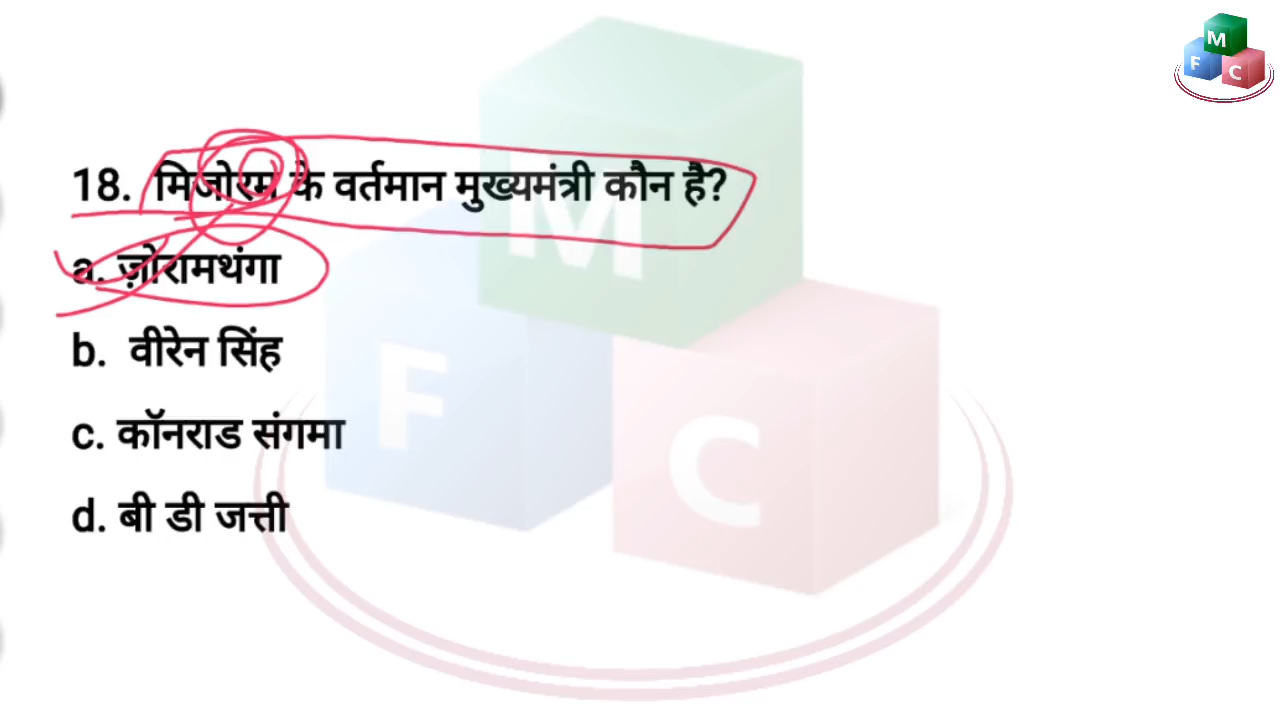 M
F
C
18. मिजोरम के वर्तमान मुख्यमंत्री कौन है?
a. ज़ोरामथंगा
b. वीरेन सिंह
c. कॉनराड संगमा
d. बी डी जत्ती
M
F
C